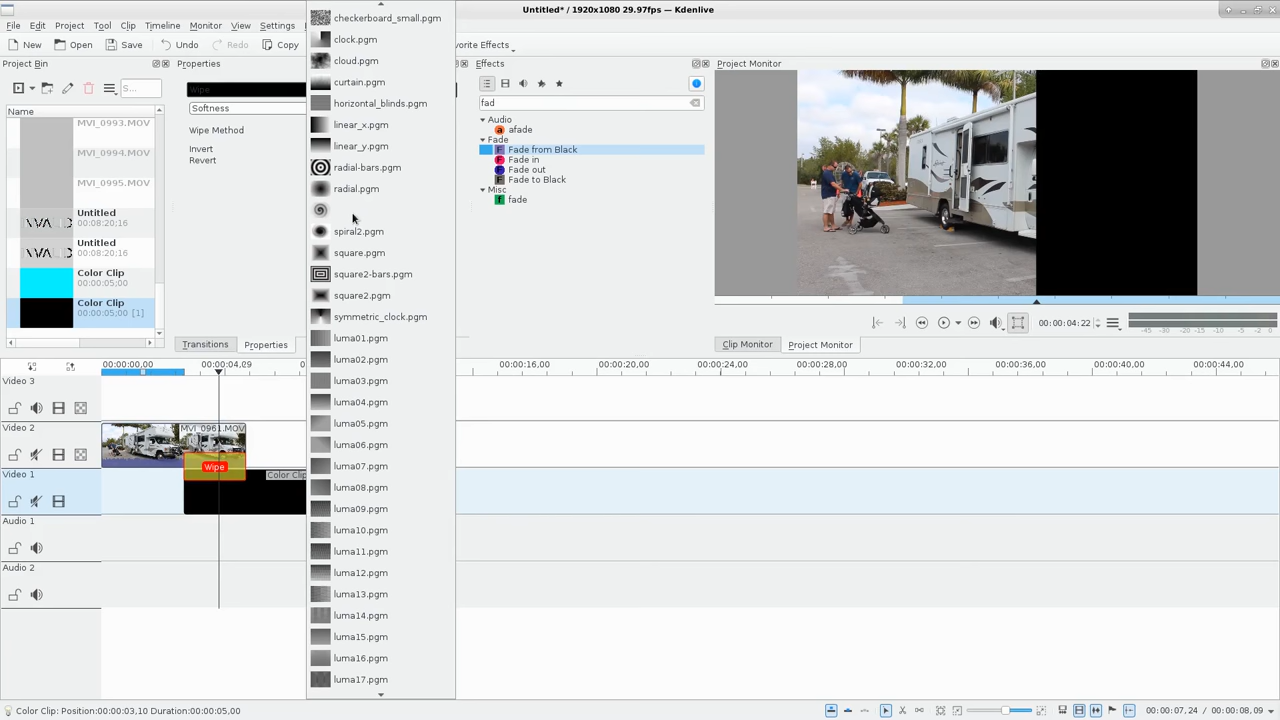 Untitled* / 1920x1080 29.97fps — Kdenlive
File Edit Project Tool Timeline Monitor View Settings
New Open Undo Redo Copy Effects
Project Bin
Properties
Effects
Project Monitor
Wipe
Softness
Wipe Method
Invert
Revert
Name
MVI_0993.MOV
MVI_0994.MOV
Untitled
00:08:20;16
Untitled
00:08:20;16
Color Clip
00:00:05,00
Color Clip
00:00:05,00 [1]
Transitions Properties
checkerboard_small.pgm
clock.pgm
cloud.pgm
curtain.pgm
horizontal_blinds.pgm
linear_x.pgm
linear_y.pgm
radial-bars.pgm
radial.pgm
spiral2.pgm
square.pgm
square2-bars.pgm
square2.pgm
symmetric_clock.pgm
luma01.pgm
luma02.pgm
luma03.pgm
luma04.pgm
luma05.pgm
luma06.pgm
luma07.pgm
luma08.pgm
luma09.pgm
luma10.pgm
luma11.pgm
luma12.pgm
luma13.pgm
luma14.pgm
luma15.pgm
luma16.pgm
luma17.pgm
fad
Audio
afade
Fade
Fade from Black
Fade in
Fade out
Fade to Black
Misc
fade
:00:04;22
-45 -30 -20 -15 -10 -5 -2 0
Clip Monitor Project Monitor
00:00:00,00 00:00:04,29 00:00:16,00 00:00:20,00 00:00:24,00 00:00:28,00 00:00:32,00 00:00:36,00 00:00:40,00 00:00:44,00
Video 3
Video 2
MVI_0961.MOV
Wipe
Video 1
Color Clip
Audio 1
Audio 2
Color Clip: Position:00:00:03,10 Duration:00:00:05,00
00:00:07,24 / 00:00:08,09